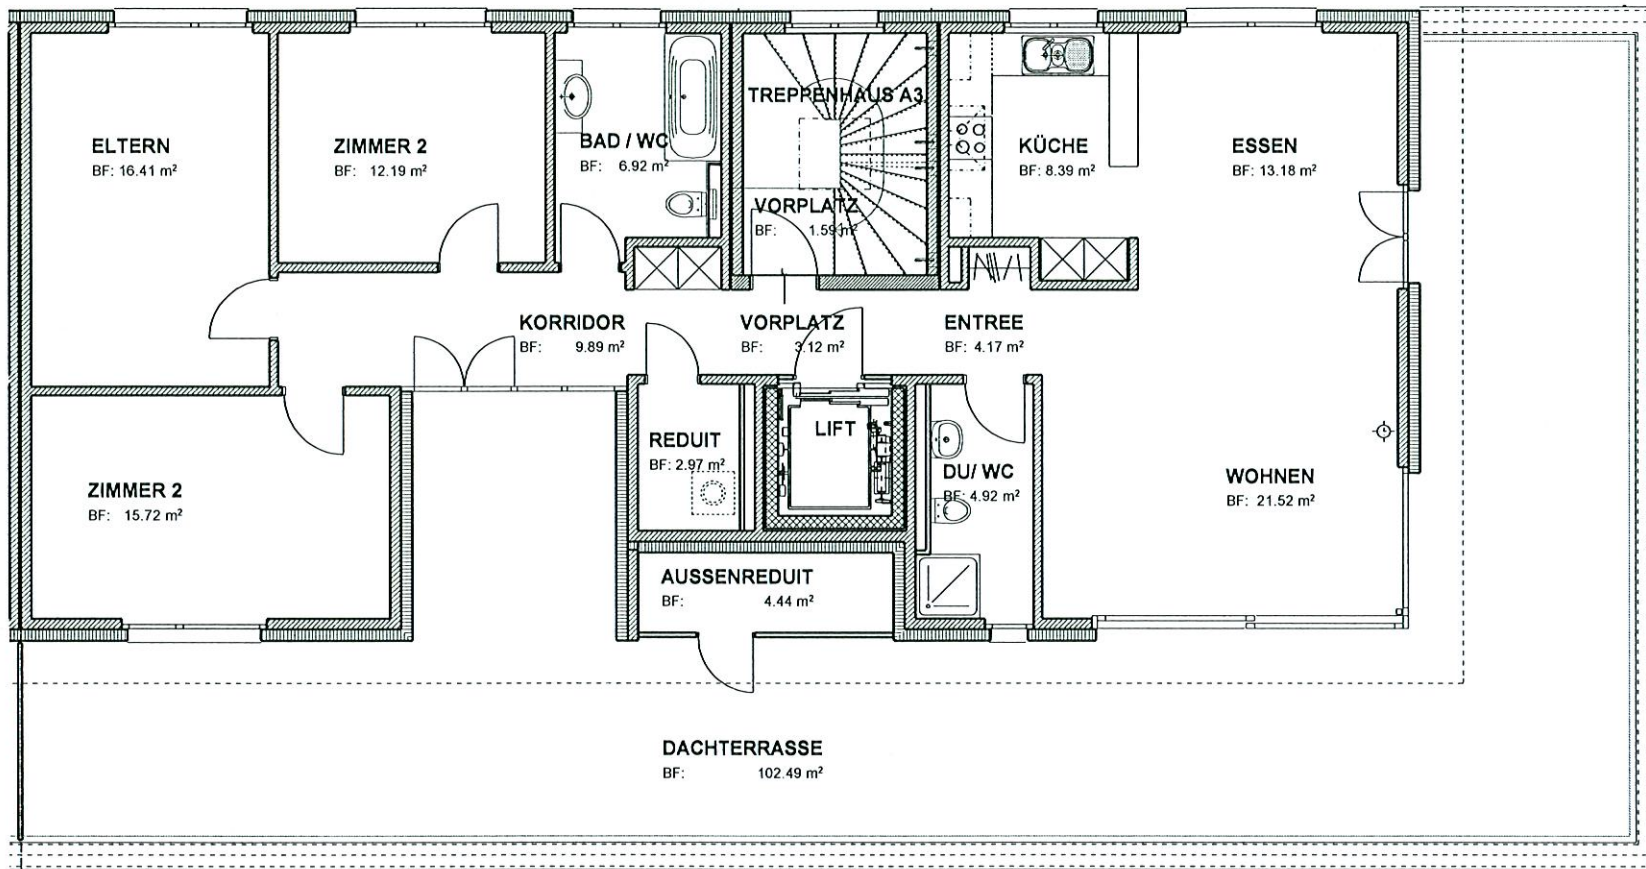 TREPPENHAUS A3
ELTERN
BF: 16.41 m²
ZIMMER 2
BF: 12.19 m²
BAD / WC
BF: 6.92 m²
KÜCHE
BF: 8.39 m²
ESSEN
BF: 13.18 m²
VORPLATZ
BF: 1.59 m²
KORRIDOR
BF: 9.89 m²
VORPLATZ
BF: 3.12 m²
ENTREE
BF: 4.17 m²
REDUIT
BF: 2.97 m²
LIFT
DU/ WC
BF: 4.92 m²
WOHNEN
BF: 21.52 m²
ZIMMER 2
BF: 15.72 m²
AUSSENREDUIT
BF: 4.44 m²
DACHTERRASSE
BF: 102.49 m²